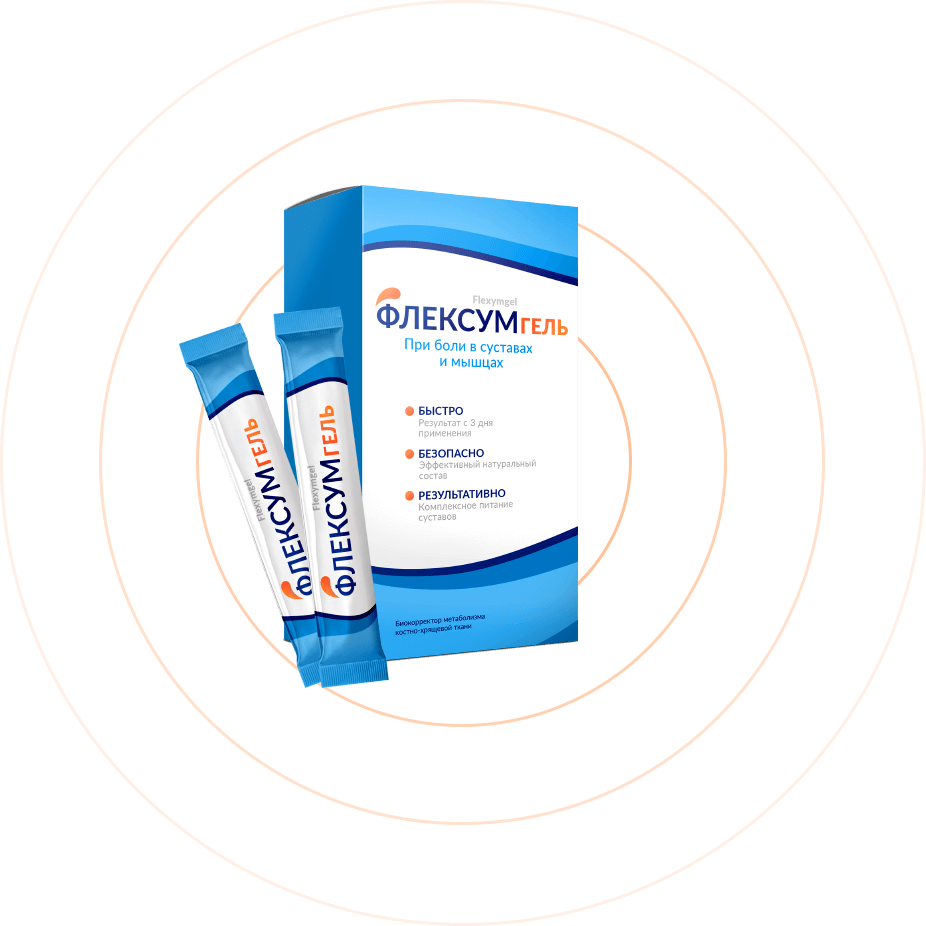 Flexymgel
ФЛЕКСУМГЕЛЬ
При боли в суставах
и мышцах
БЫСТРО
Результат с 3 дня
применения
БЕЗОПАСНО
Эффективный натуральный
состав
РЕЗУЛЬТАТИВНО
Комплексное питание
суставов
Биокорректор метаболизма
костно-хрящевой ткани
Flexymgel
ФЛЕКСУМГЕЛЬ
Flexymgel
ФЛЕКСУМГЕЛЬ